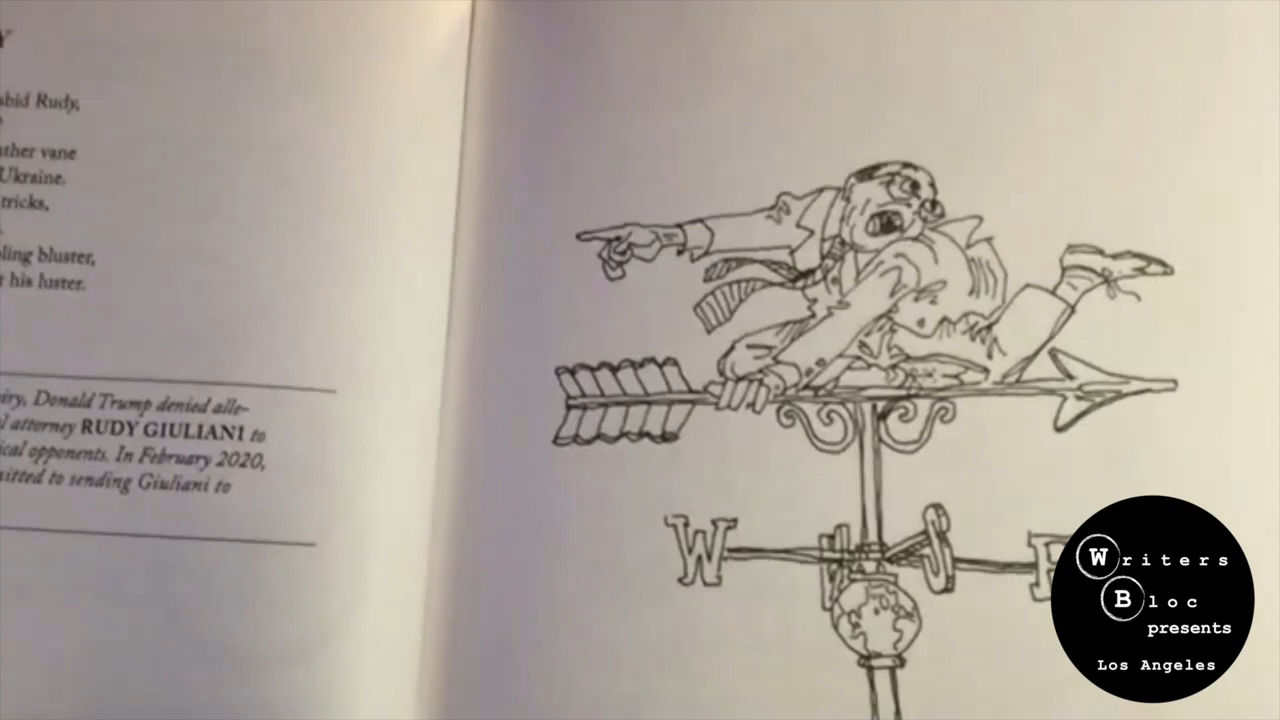 Y
abid Rudy,
?
ather vane
Ukraine.
tricks,
ling bluster,
t his luster.
iry, Donald Trump denied alle-
l attorney RUDY GIULIANI to
ical opponents. In February 2020,
mitted to sending Giuliani to
W
S
E
Writers
Bloc
presents
Los Angeles